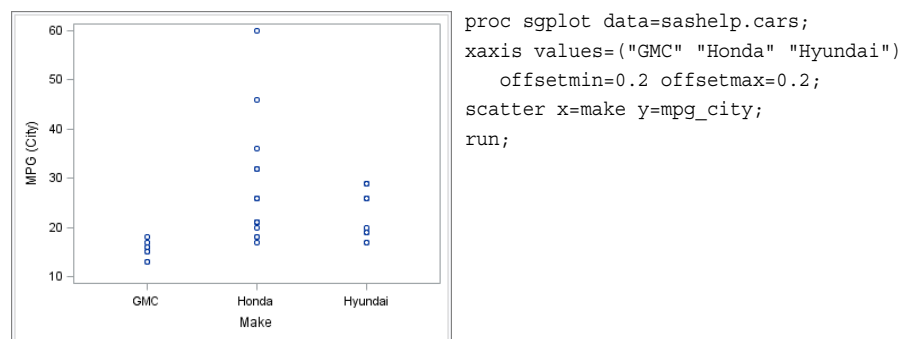 60
50
40
30
20
10
MPG (City)
GMC Honda Hyundai
Make
proc sgplot data=sashelp.cars;
xaxis values=("GMC" "Honda" "Hyundai")
offsetmin=0.2 offsetmax=0.2;
scatter x=make y=mpg_city;
run;